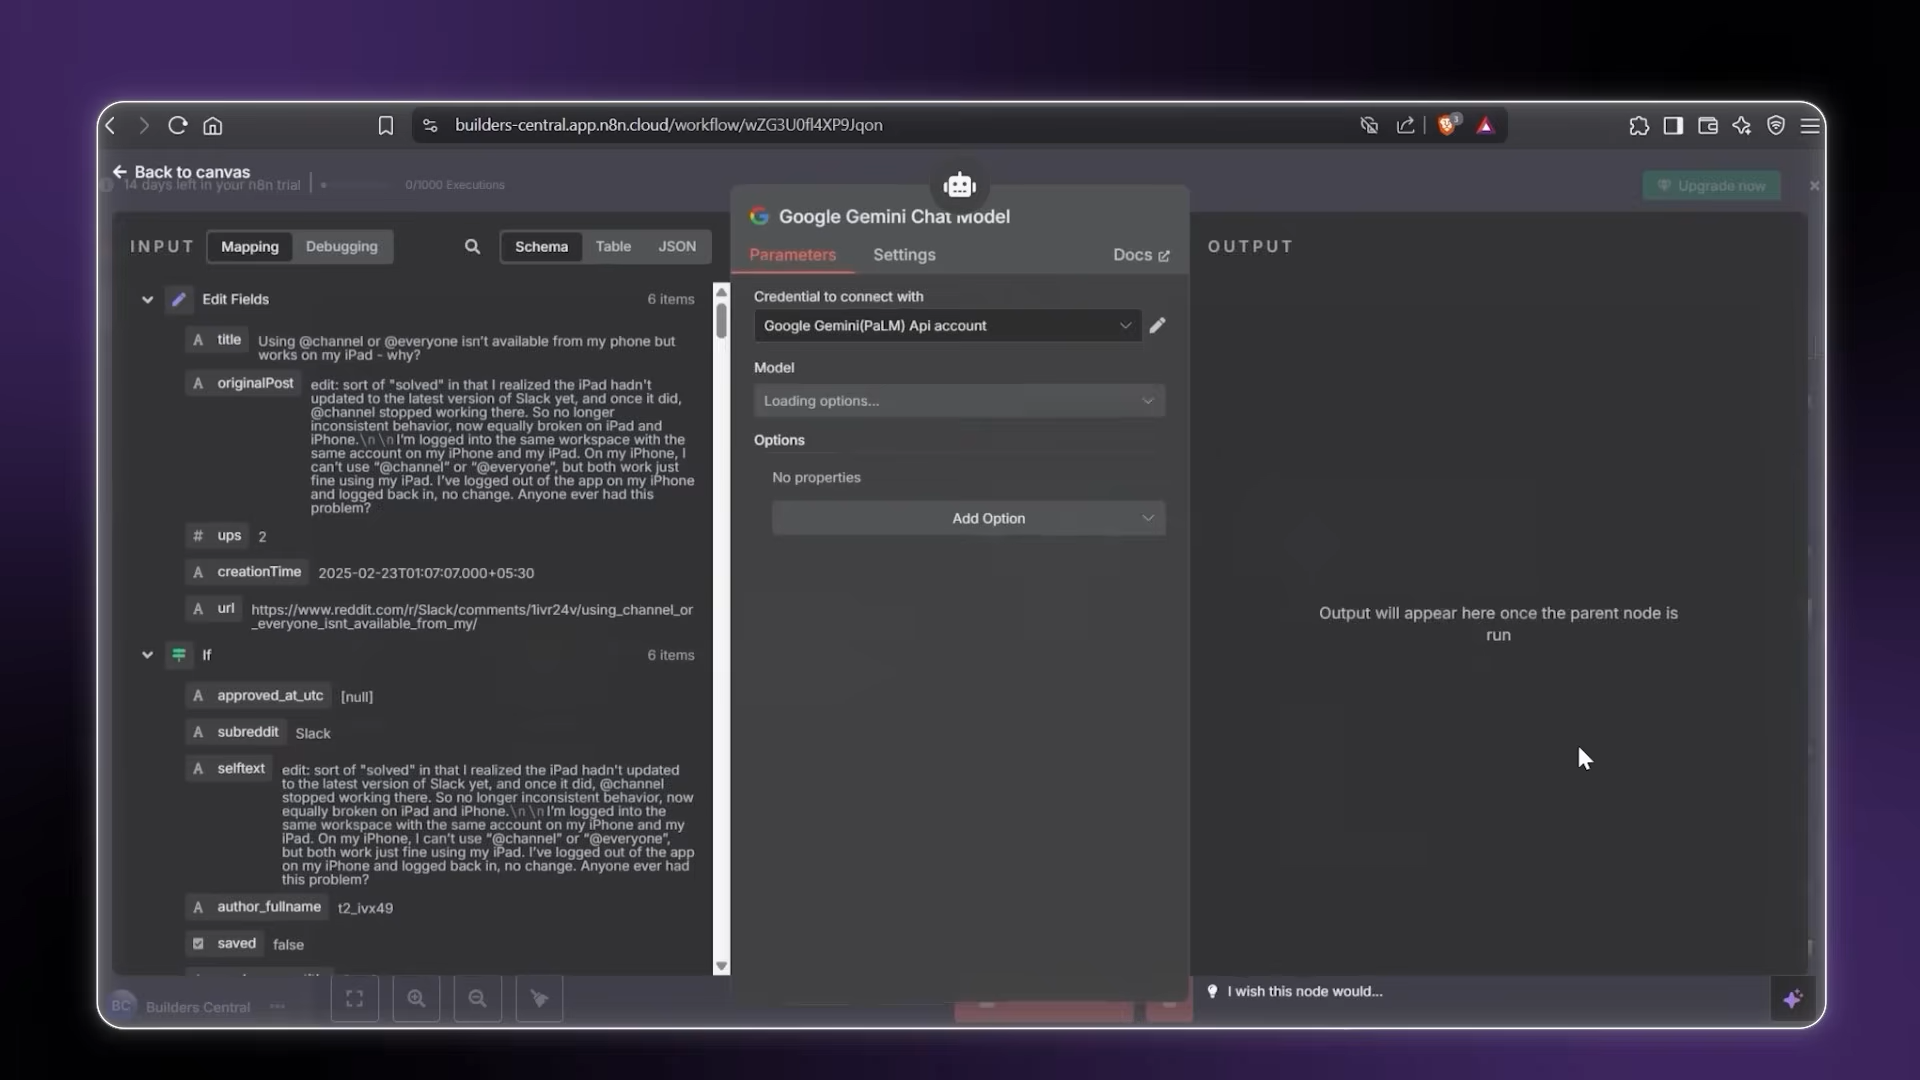 builders-central.app.n8n.cloud/workflow/wZG3U0fl4XP9Jqon
3
Back to canvas
14 days left in your n8n trial
0/1000 Executions
Upgrade now
INPUT
Mapping
Debugging
Schema
Table
JSON
Edit Fields
6 items
A title Using @channel or @everyone isn't available from my phone but
works on my iPad - why?
A originalPost edit: sort of "solved" in that I realized the iPad hadn't
updated to the latest version of Slack yet, and once it did,
@channel stopped working there. So no longer
inconsistent behavior, now equally broken on iPad and
iPhone.\n\nI'm logged into the same workspace with the
same account on my iPhone and my iPad. On my iPhone, I
can't use “@channel” or “@everyone”, but both work just
fine using my iPad. I've logged out of the app on my iPhone
and logged back in, no change. Anyone ever had this
problem?
# ups 2
A creationTime 2025-02-23T01:07:07.000+05:30
A url https://www.reddit.com/r/Slack/comments/1ivr24v/using_channel_or
_everyone_isnt_available_from_my/
If
6 items
A approved_at_utc [null]
A subreddit Slack
A selftext edit: sort of "solved" in that I realized the iPad hadn't updated
to the latest version of Slack yet, and once it did, @channel
stopped working there. So no longer inconsistent behavior, now
equally broken on iPad and iPhone.\n\nI'm logged into the
same workspace with the same account on my iPhone and my
iPad. On my iPhone, I can't use “@channel” or “@everyone”,
but both work just fine using my iPad. I've logged out of the app
on my iPhone and logged back in, no change. Anyone ever had
this problem?
A author_fullname t2_ivx49
saved false
BC Builders Central
Google Gemini Chat Model
Parameters
Settings
Docs
Credential to connect with
Google Gemini(PaLM) Api account
Model
Loading options...
Options
No properties
Add Option
OUTPUT
Output will appear here once the parent node is
run
I wish this node would...